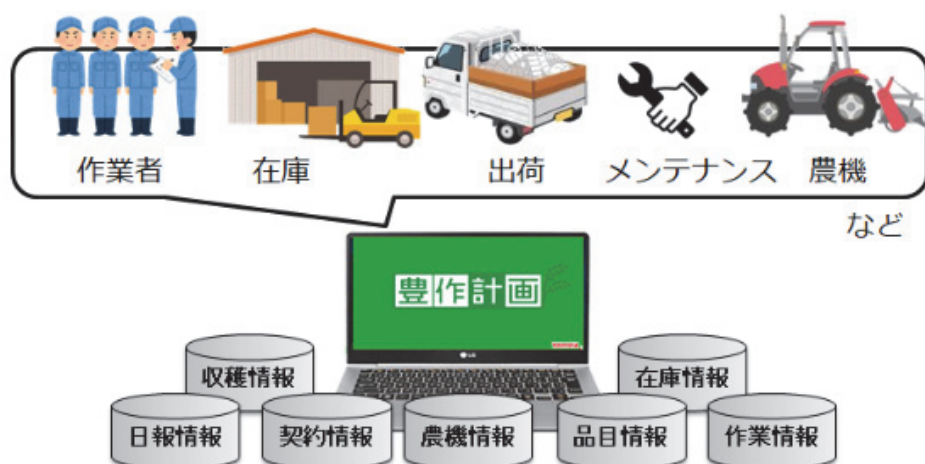 作業者
在庫
出荷
メンテナンス
農機
など
豊作計画
収穫情報
在庫情報
日報情報
契約情報
農機情報
品目情報
作業情報